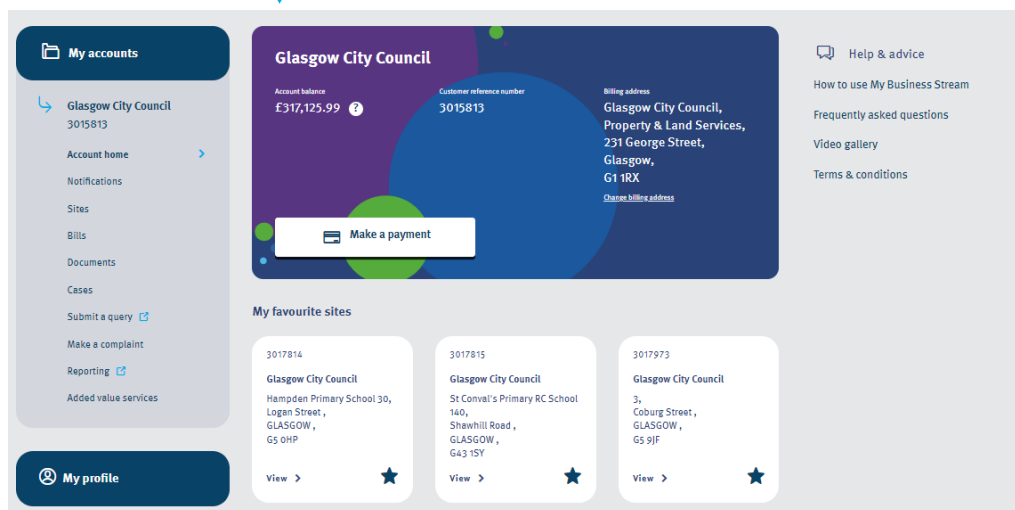 My accounts
Glasgow City Council
3015813
Account home
Notifications
Sites
Bills
Documents
Cases
Submit a query
Make a complaint
Reporting
Added value services
My profile
Glasgow City Council
Account balance
£317,125.99 ?
Customer reference number
3015813
Billing address
Glasgow City Council,
Property & Land Services,
231 George Street,
Glasgow,
G1 1RX
Change billing address
Make a payment
My favourite sites
3017814
Glasgow City Council
Hampden Primary School 30,
Logan Street ,
GLASGOW ,
G5 0HP
View
3017815
Glasgow City Council
St Conval's Primary RC School
140,
Shawhill Road ,
GLASGOW ,
G43 1SY
View
3017973
Glasgow City Council
3,
Coburg Street ,
GLASGOW ,
G5 9JF
View
Help & advice
How to use My Business Stream
Frequently asked questions
Video gallery
Terms & conditions